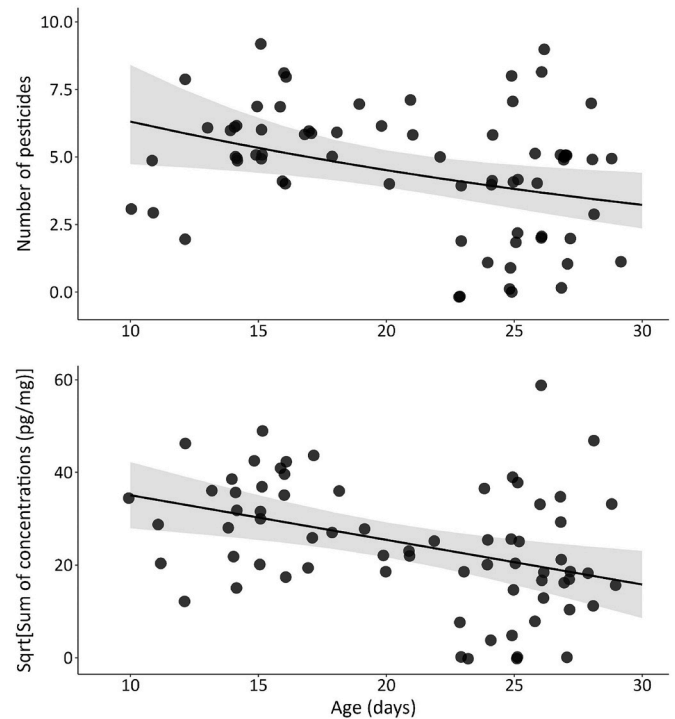 Number of pesticides
10.0
7.5
5.0
2.5
0.0
10 15 20 25 30
Sqrt[Sum of concentrations (pg/mg)]
60
40
20
0
10 15 20 25 30
Age (days)